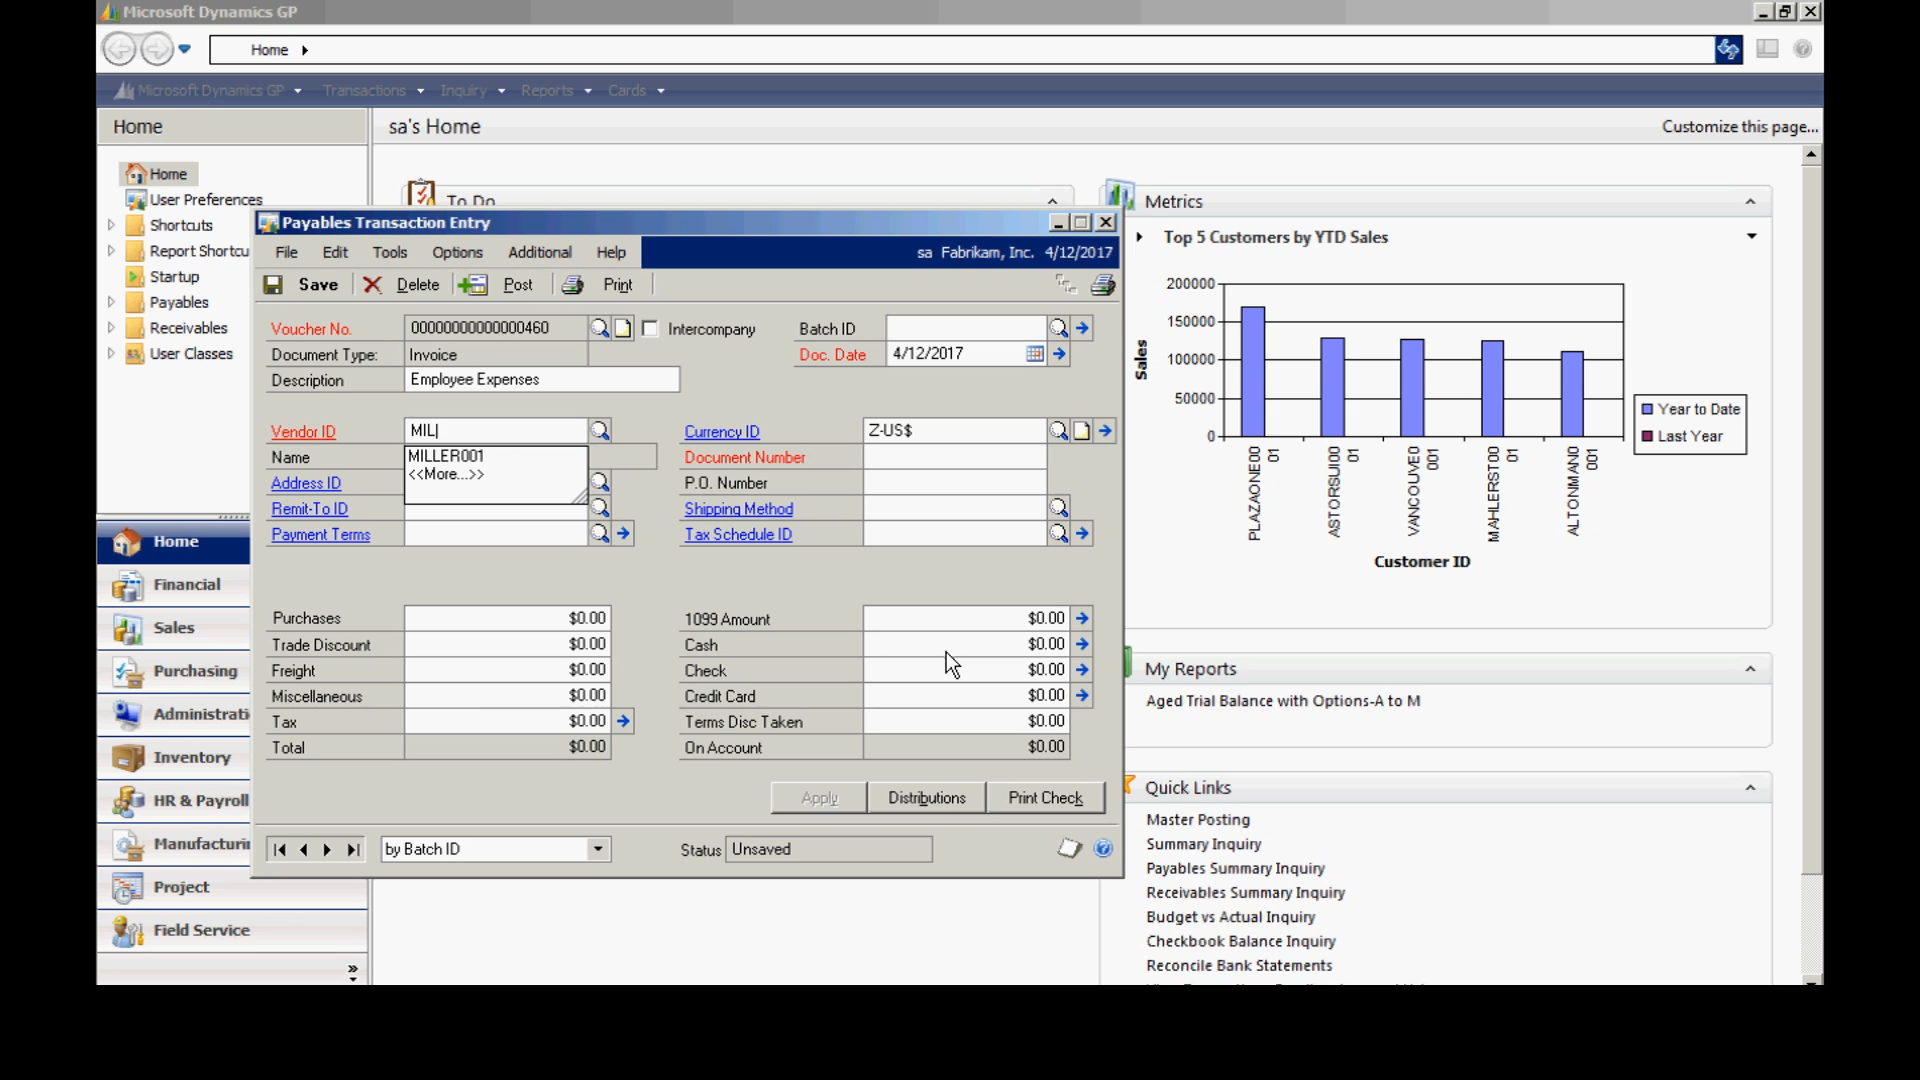 Microsoft Dynamics GP
Home
Microsoft Dynamics GP Transactions Inquiry Reports Cards
Home
sa's Home
Customize this page...
Home
User Preferences
Shortcuts
Report Shortcu
Startup
Payables
Receivables
User Classes
To Do
Payables Transaction Entry
File Edit Tools Options Additional Help
sa Fabrikam, Inc. 4/12/2017
Save Delete Post Print
Voucher No. 00000000000000460 Intercompany Batch ID
Document Type: Invoice Doc. Date 4/12/2017
Description Employee Expenses
Vendor ID MIL Currency ID Z-US$
Name MILLER001 Document Number
<<More...>>
Address ID P.O. Number
Remit-To ID Shipping Method
Payment Terms Tax Schedule ID
Purchases $0.00 1099 Amount $0.00
Trade Discount $0.00 Cash $0.00
Freight $0.00 Check $0.00
Miscellaneous $0.00 Credit Card $0.00
Tax $0.00 Terms Disc Taken $0.00
Total $0.00 On Account $0.00
Apply Distributions Print Check
by Batch ID Status Unsaved
Home
Financial
Sales
Purchasing
Administrati
Inventory
HR & Payroll
Manufacturin
Project
Field Service
Metrics
Top 5 Customers by YTD Sales
200000
150000
100000
50000
0
Sales
PLAZAONE0001
ASTORSUI0001
VANCOUVE0001
MAHLERST0001
ALTONMAN0001
Customer ID
Year to Date
Last Year
My Reports
Aged Trial Balance with Options-A to M
Quick Links
Master Posting
Summary Inquiry
Payables Summary Inquiry
Receivables Summary Inquiry
Budget vs Actual Inquiry
Checkbook Balance Inquiry
Reconcile Bank Statements